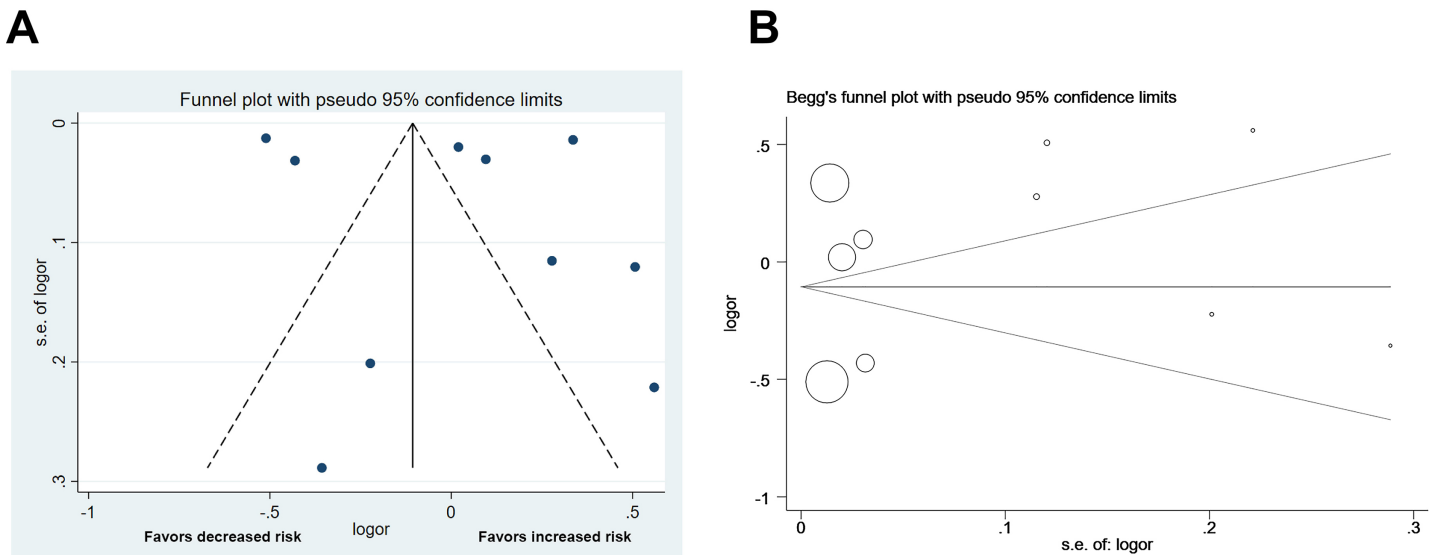 A
Funnel plot with pseudo 95% confidence limits
0
.1
.2
.3
s.e. of logor
-1
-.5
0
.5
logor
Favors decreased risk
Favors increased risk
B
Begg's funnel plot with pseudo 95% confidence limits
.5
0
-.5
-1
logor
0
.1
.2
.3
s.e. of: logor